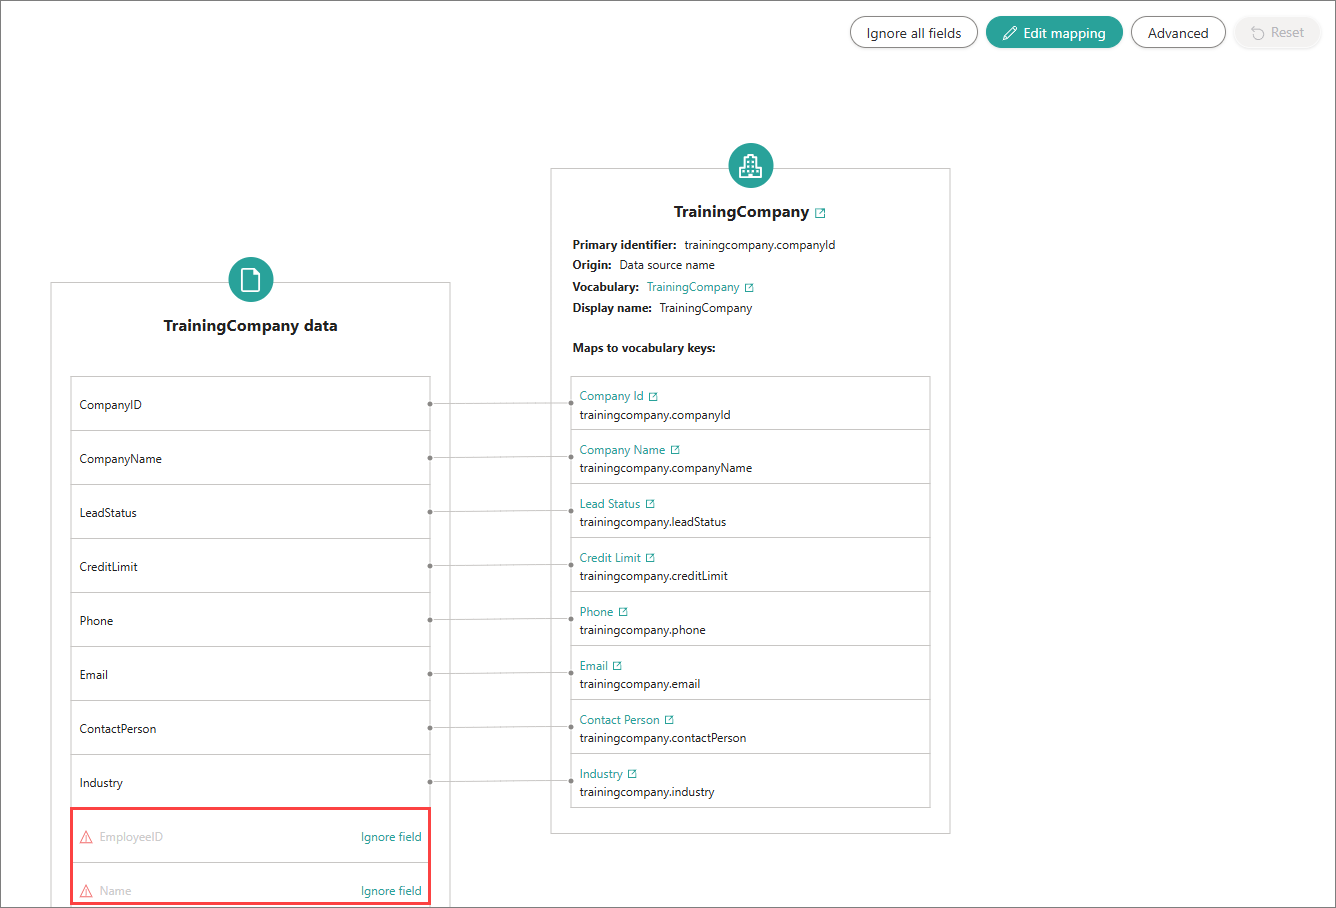 Ignore all fields
Edit mapping
Advanced
Reset
TrainingCompany
Primary identifier: trainingcompany.companyId
Origin: Data source name
Vocabulary: TrainingCompany
Display name: TrainingCompany
Maps to vocabulary keys:
Company Id
trainingcompany.companyId
Company Name
trainingcompany.companyName
Lead Status
trainingcompany.leadStatus
Credit Limit
trainingcompany.creditLimit
Phone
trainingcompany.phone
Email
trainingcompany.email
Contact Person
trainingcompany.contactPerson
Industry
trainingcompany.industry
TrainingCompany data
CompanyID
CompanyName
LeadStatus
CreditLimit
Phone
Email
ContactPerson
Industry
EmployeeID Ignore field
Name Ignore field